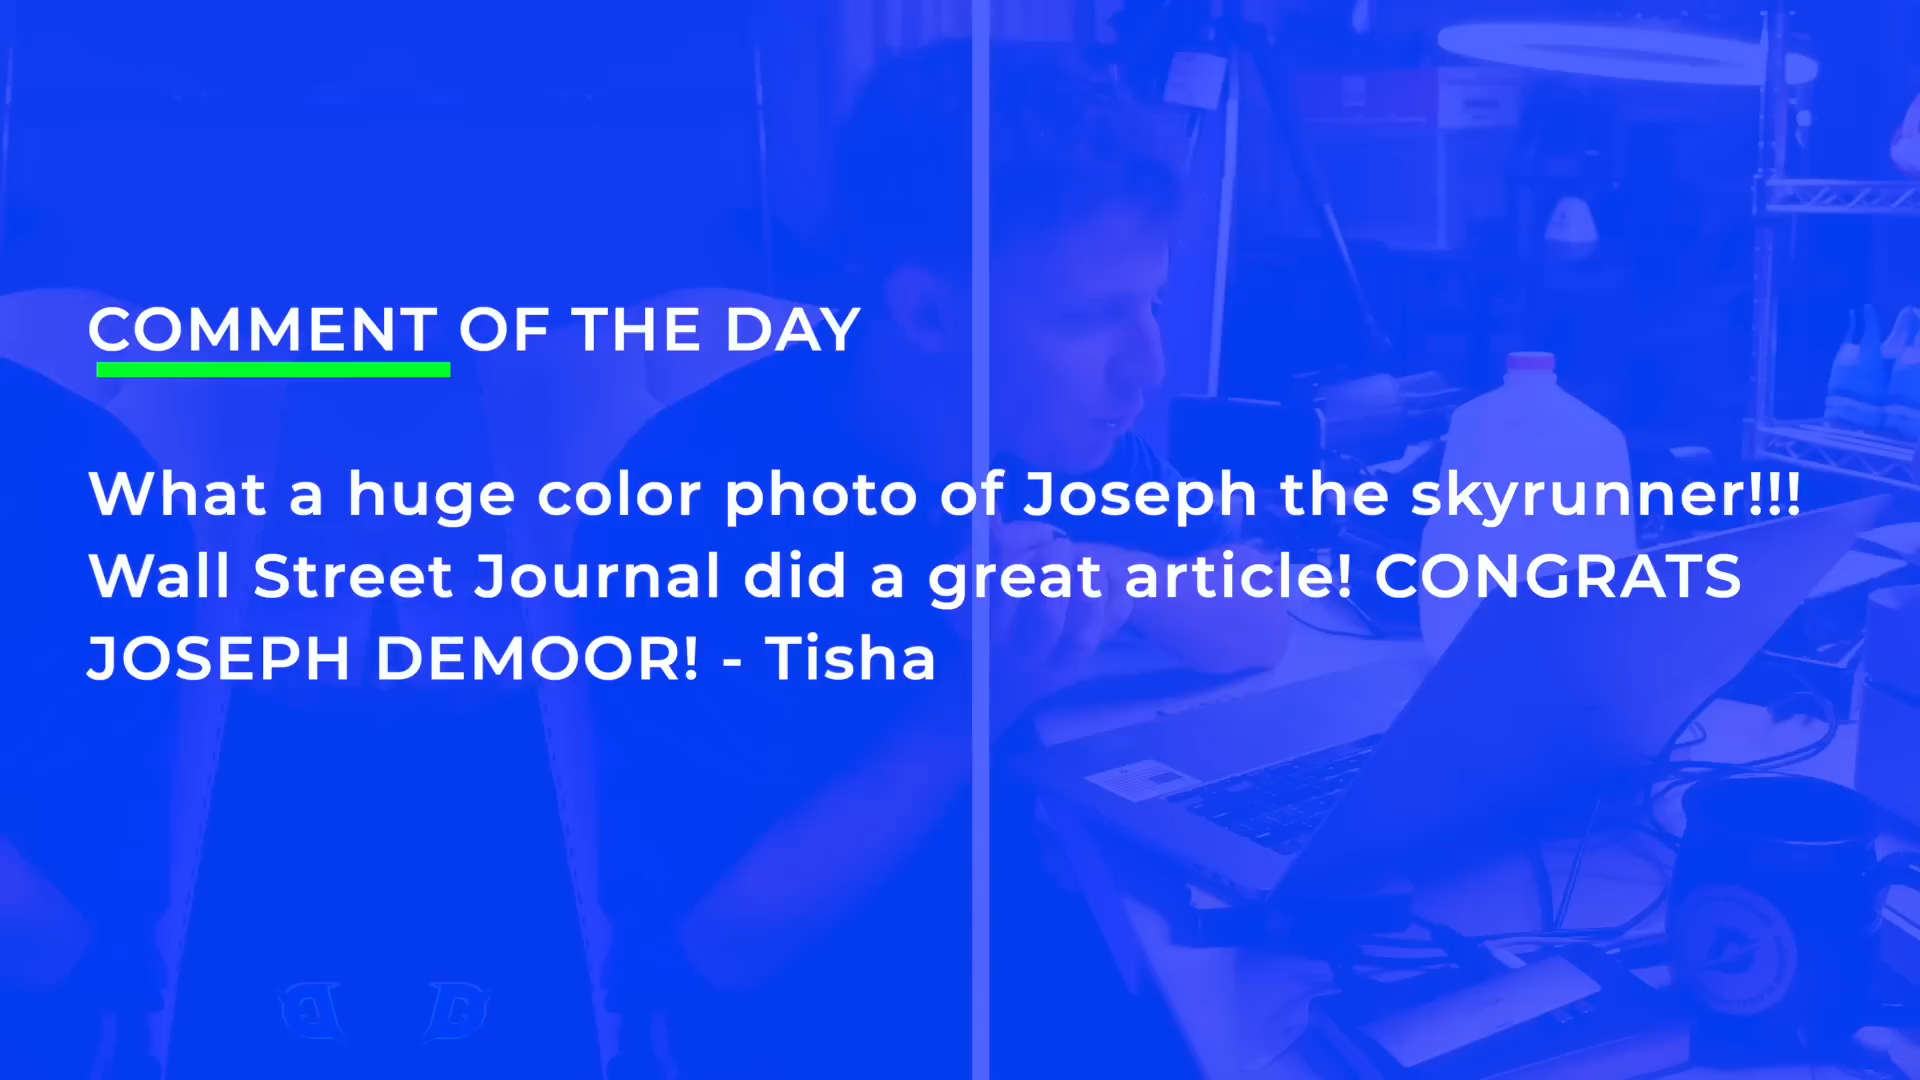 COMMENT OF THE DAY
What a huge color photo of Joseph the skyrunner!!!
Wall Street Journal did a great article! CONGRATS
JOSEPH DEMOOR! - Tisha